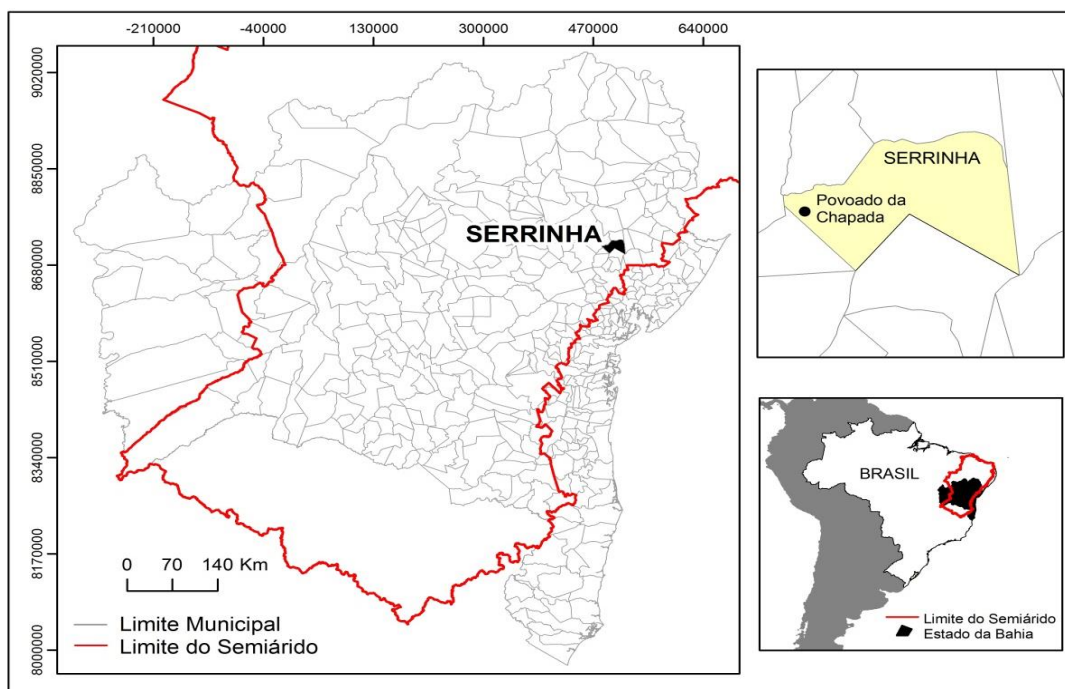 -210000 -40000 130000 300000 470000 640000
9020000
8850000
8680000
8510000
8340000
8170000
8000000
SERRINHA
0 70 140 Km
Limite Municipal
Limite do Semiárido
SERRINHA
Povoado da
Chapada
BRASIL
Limite do Semiárido
Estado da Bahia